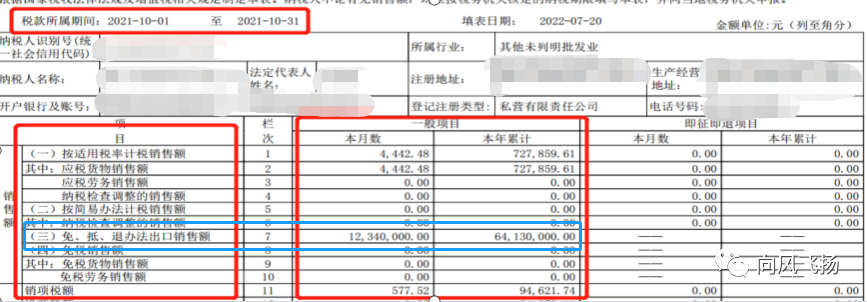 税款所属期间：2021-10-01 至 2021-10-31 填表日期：2022-07-20 金额单位:元（列至角分）
纳税人识别号(统一社会信用代码) 所属行业： 其他未列明批发业
纳税人名称： 法定代表人姓名： 注册地址： 生产经营地址：
开户银行及账号： 登记注册类型： 私营有限责任公司 电话号码:
项 目 栏次 一般项目 即征即退项目
本月数 本年累计 本月数 本年累计
销售额
（一）按适用税率计税销售额 1 4,442.48 727,859.61 0.00 0.00
其中：应税货物销售额 2 4,442.48 727,859.61 0.00 0.00
应税劳务销售额 3 0.00 0.00 0.00 0.00
纳税检查调整的销售额 4 0.00 0.00 0.00 0.00
（二）按简易办法计税销售额 5 0.00 0.00 0.00 0.00
其中：纳税检查调整的销售额 6 0.00 0.00 0.00 0.00
（三）免、抵、退办法出口销售额 7 12,340,000.00 64,130,000.00 —— ——
（四）免税销售额 8 0.00 0.00 —— ——
其中：免税货物销售额 9 0.00 0.00 —— ——
免税劳务销售额 10 0.00 0.00 —— ——
销项税额 11 577.52 94,621.74 0.00 0.00
向风飞扬